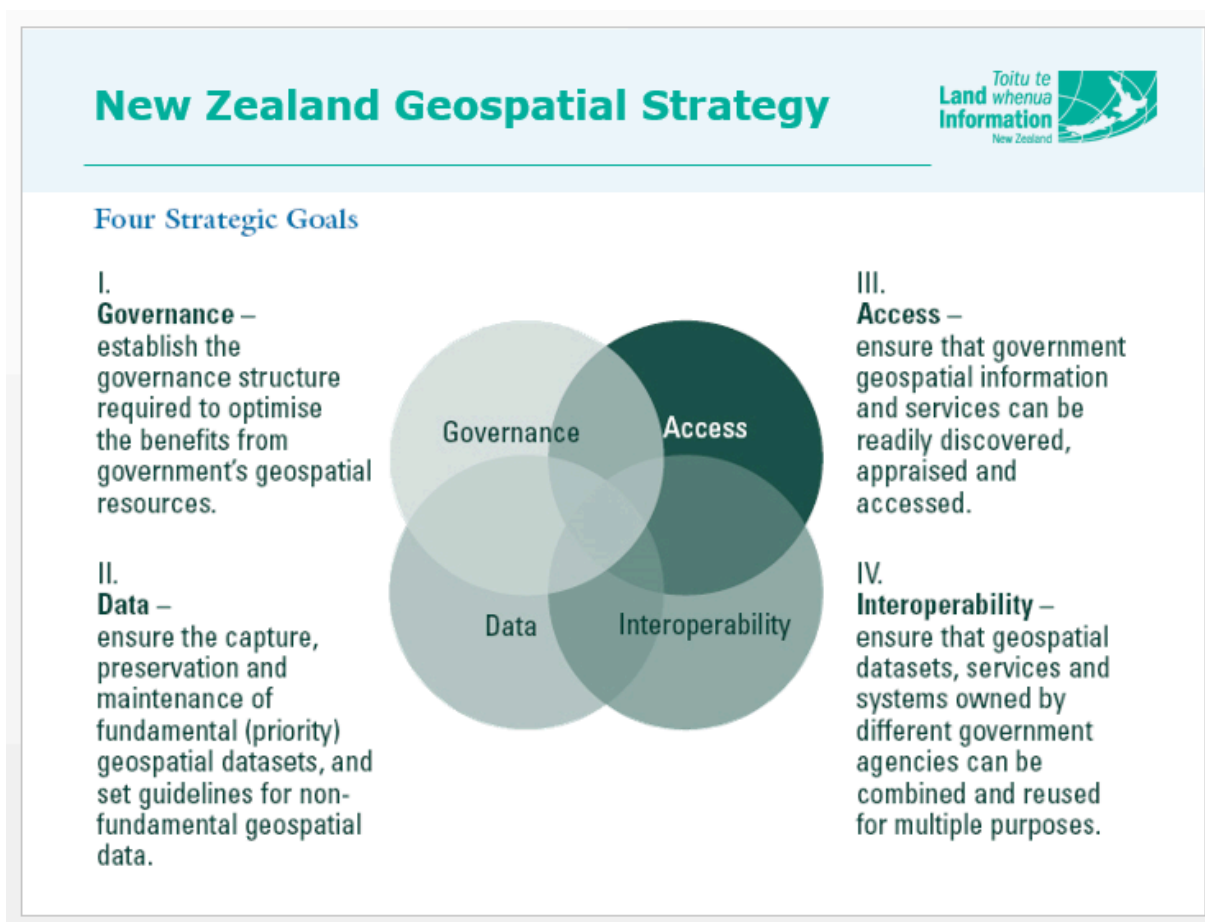 New Zealand Geospatial Strategy
Toitu te
Land whenua
Information
New Zealand
Four Strategic Goals
I.
Governance –
establish the
governance structure
required to optimise
the benefits from
government's geospatial
resources.
II.
Data –
ensure the capture,
preservation and
maintenance of
fundamental (priority)
geospatial datasets, and
set guidelines for non-
fundamental geospatial
data.
Governance
Access
Data
Interoperability
III.
Access –
ensure that government
geospatial information
and services can be
readily discovered,
appraised and
accessed.
IV.
Interoperability –
ensure that geospatial
datasets, services and
systems owned by
different government
agencies can be
combined and reused
for multiple purposes.